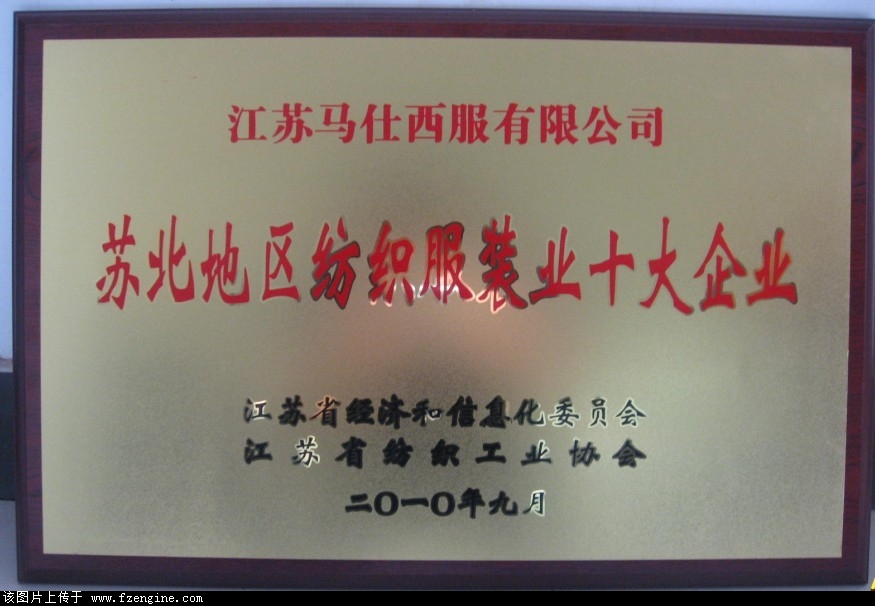 江苏马仕西服有限公司
苏北地区纺织服装业十大企业
江苏省经济和信息化委员会
江苏省纺织工业协会
二〇一〇年九月
该图片上传于 www.fzengine.com